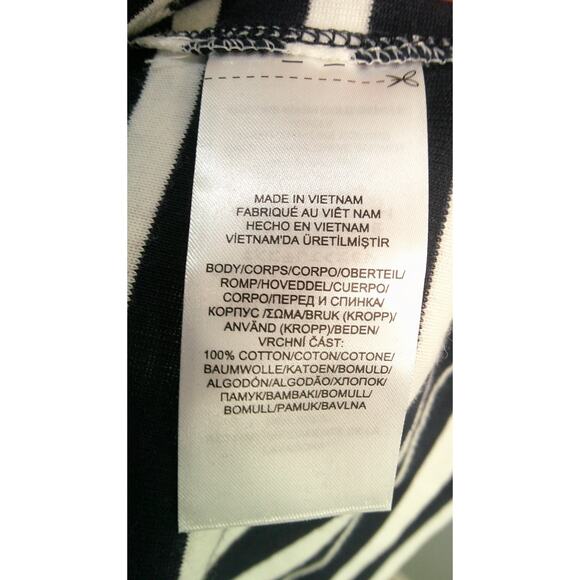 MADE IN VIETNAM
FABRIQUÉ AU VIÊT NAM
HECHO EN VIETNAM
VİETNAM'DA ÜRETİLMİŞTİR
BODY/CORPS/CORPO/OBERTEIL/
ROMP/HOVEDDEL/CUERPO/
CORPO/ПЕРЕД И СПИНКА/
КОРПУС /ΣΩΜΑ/BRUK (KROPP)/
ANVÄND (KROPP)/BEDEN/
VRCHNÍ ČÁST:
100% COTTON/COTON/COTONE/
BAUMWOLLE/KATOEN/BOMULD/
ALGODÓN/ALGODÃO/ХЛОПОК/
ПАМУК/ΒΑΜΒΑΚΙ/BOMULL/
BOMULL/PAMUK/BAVLNA